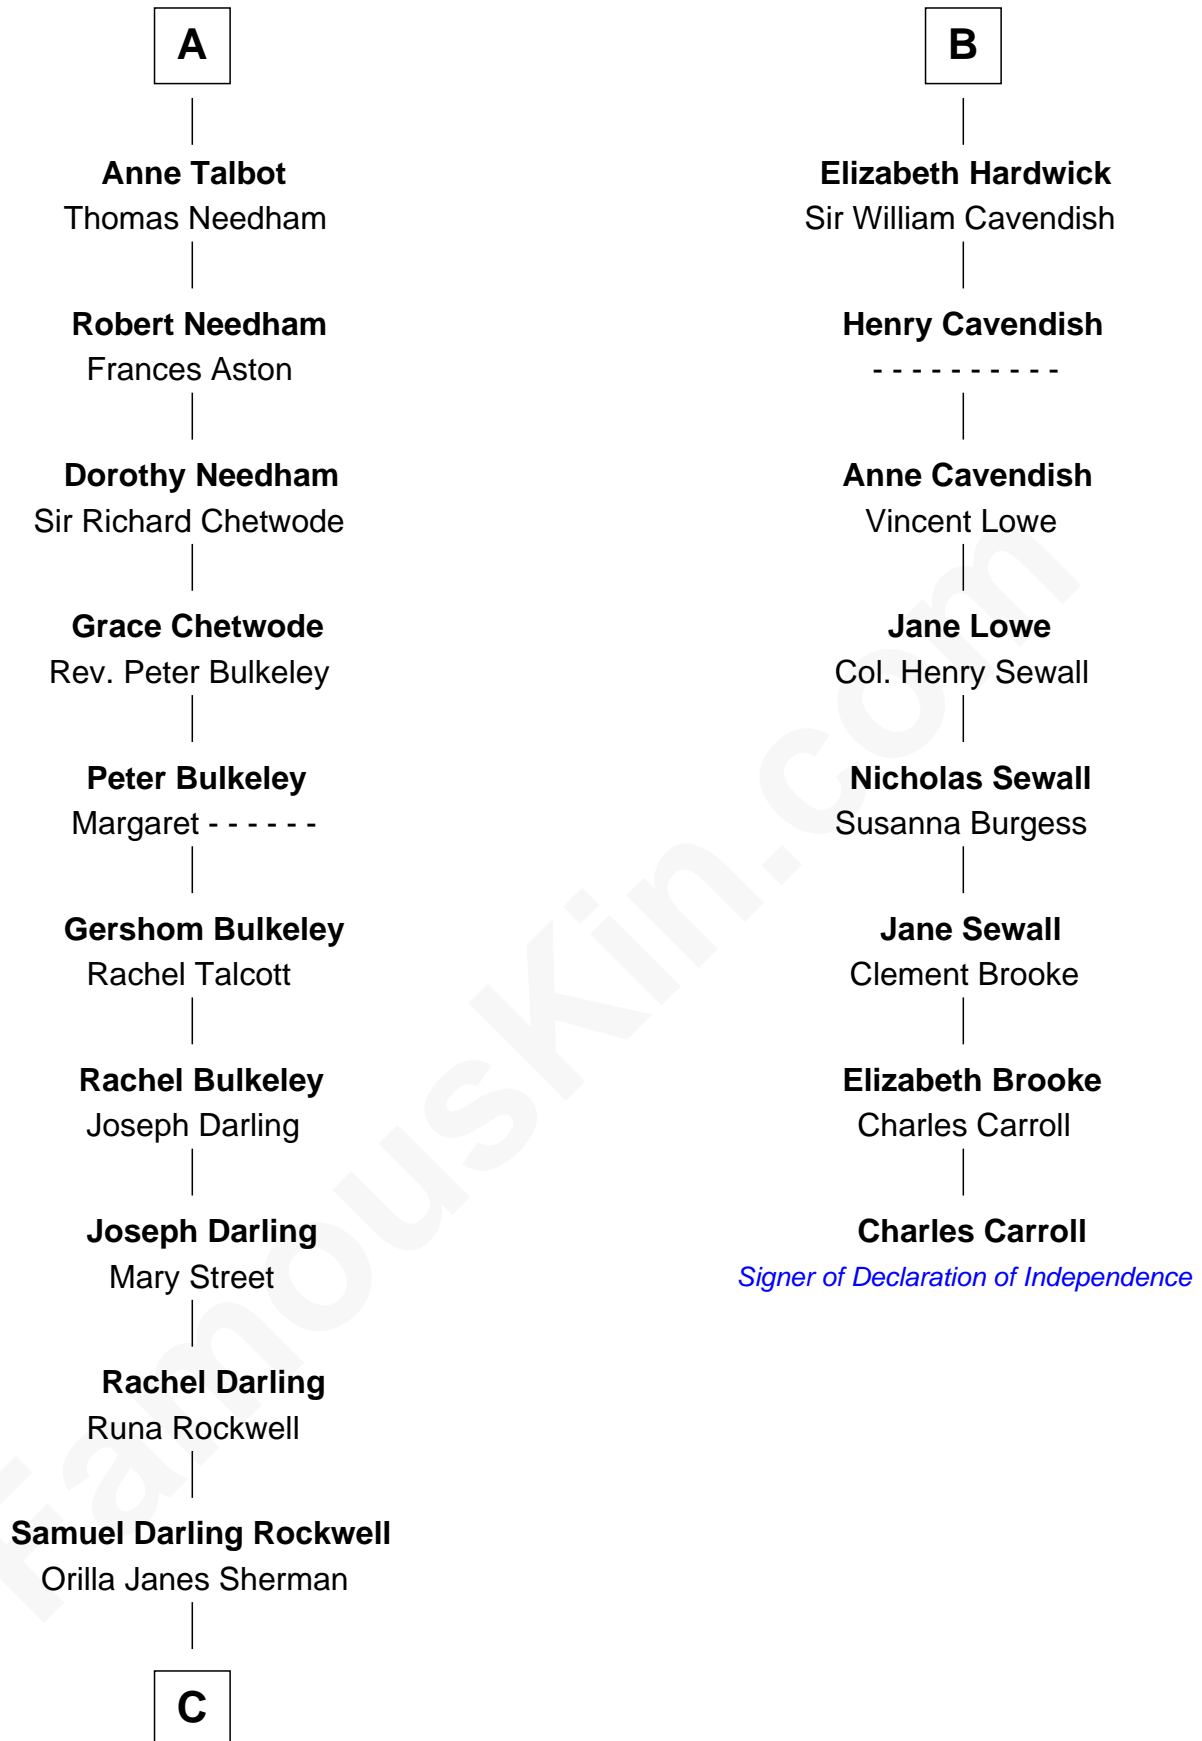 A
Anne Talbot
Thomas Needham
Robert Needham
Frances Aston
Dorothy Needham
Sir Richard Chetwode
Grace Chetwode
Rev. Peter Bulkeley
Peter Bulkeley
Margaret - - - - - -
Gershom Bulkeley
Rachel Talcott
Rachel Bulkeley
Joseph Darling
Joseph Darling
Mary Street
Rachel Darling
Runa Rockwell
Samuel Darling Rockwell
Orilla Janes Sherman
C
B
Elizabeth Hardwick
Sir William Cavendish
Henry Cavendish
- - - - - - - - - -
Anne Cavendish
Vincent Lowe
Jane Lowe
Col. Henry Sewall
Nicholas Sewall
Susanna Burgess
Jane Sewall
Clement Brooke
Elizabeth Brooke
Charles Carroll
Charles Carroll
Signer of Declaration of Independence
FamousKin.com